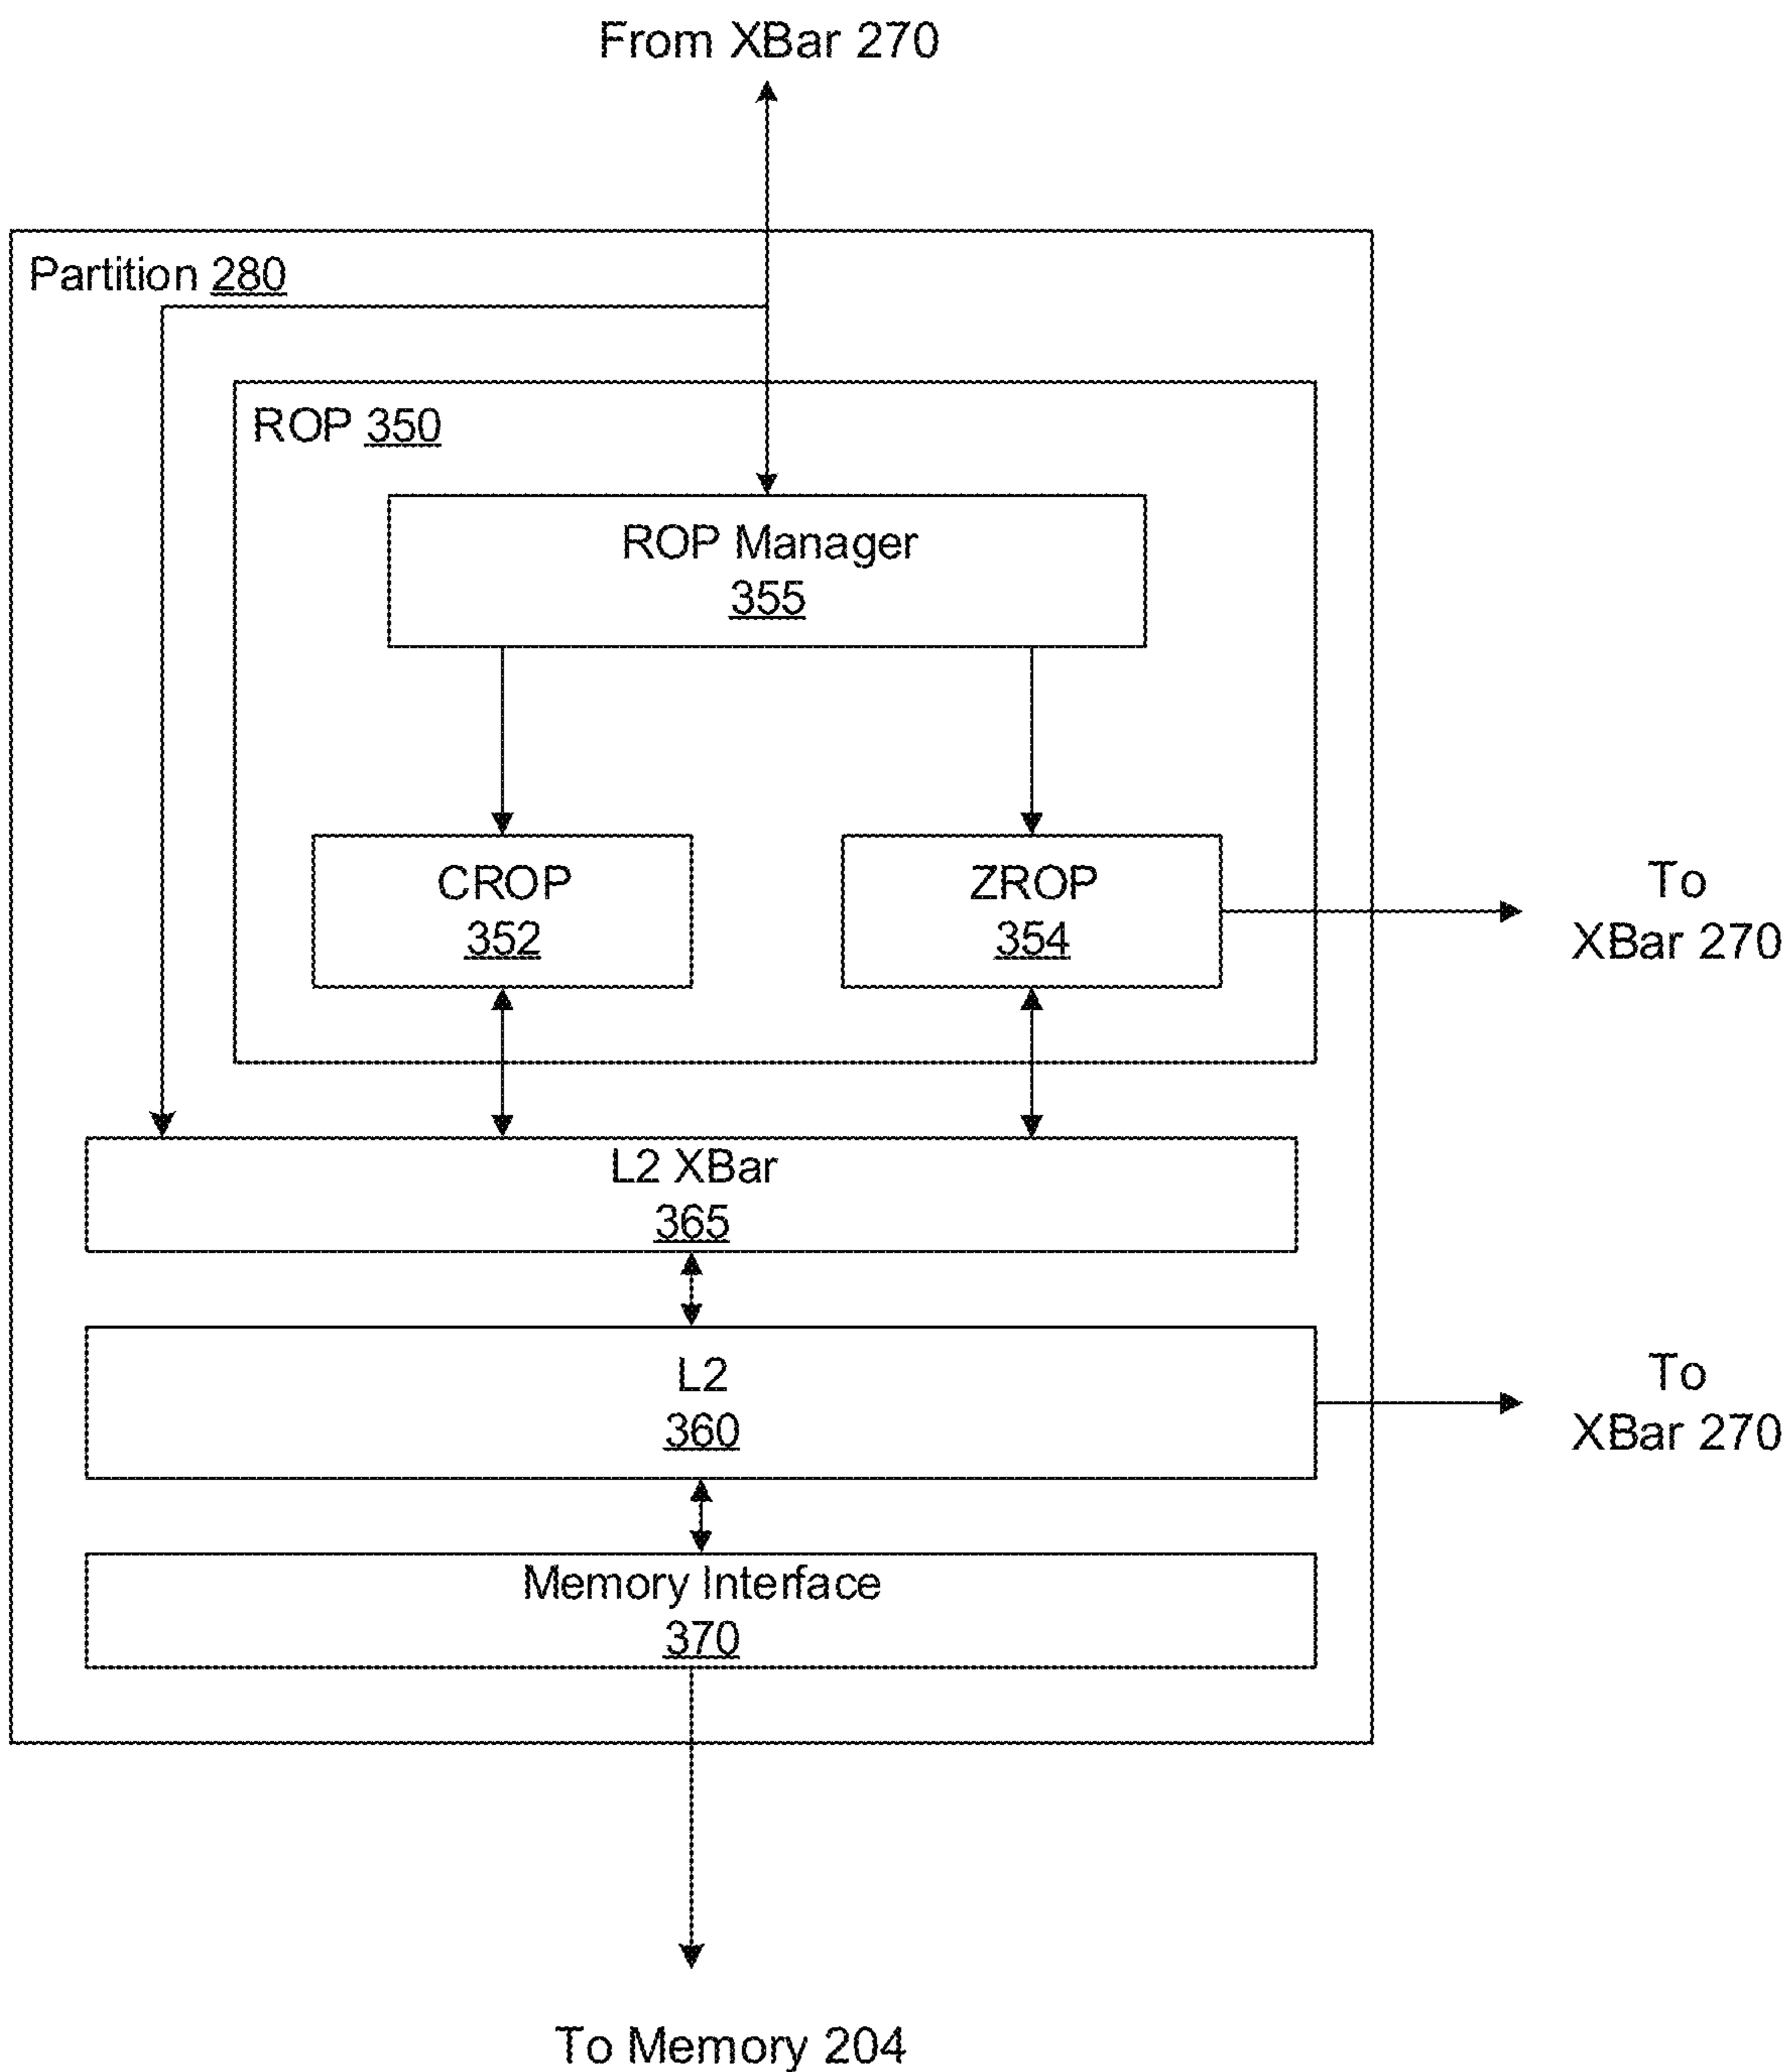 From XBar 270
Partition 280
ROP 350
ROP Manager
355
CROP
352
ZROP
354
To
XBar 270
L2 XBar
365
L2
360
To
XBar 270
Memory Interface
370
To Memory 204